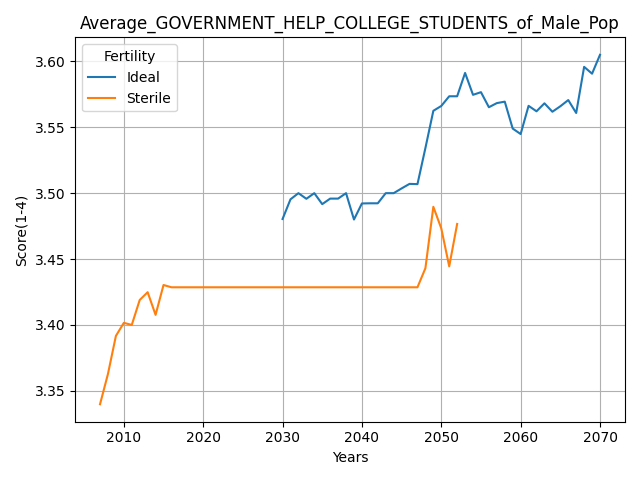 Average_GOVERNMENT_HELP_COLLEGE_STUDENTS_of_Male_Pop
Fertility
Ideal
Sterile
Score(1-4)
3.60
3.55
3.50
3.45
3.40
3.35
2010 2020 2030 2040 2050 2060 2070
Years